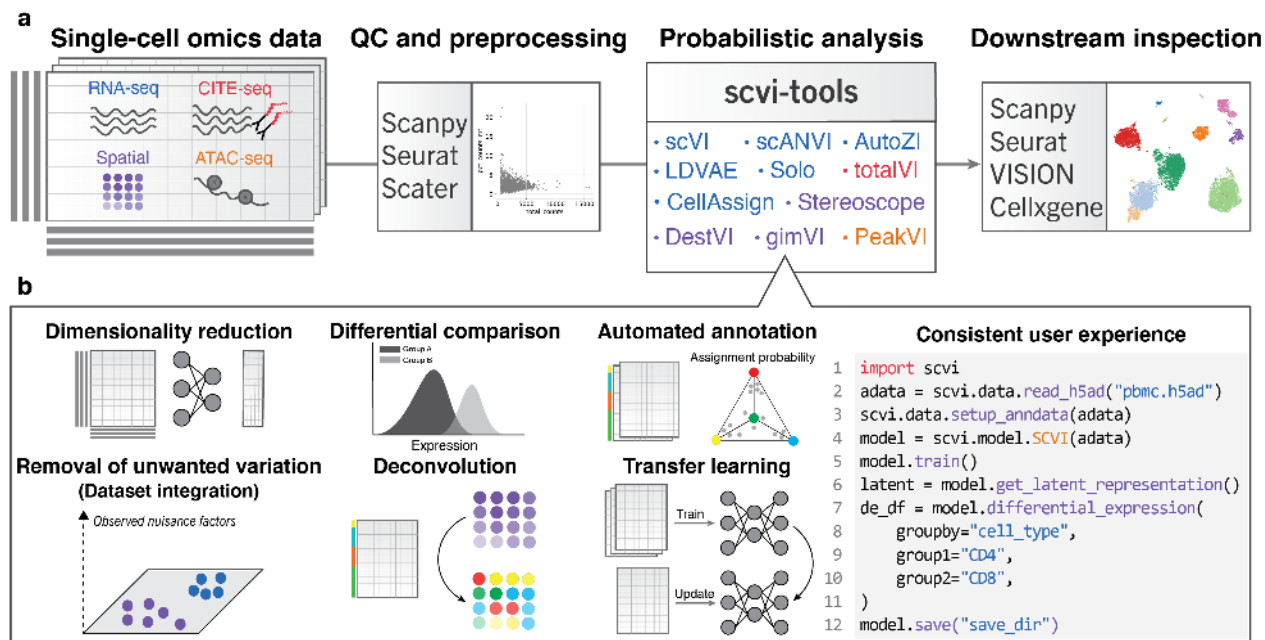 a
Single-cell omics data
QC and preprocessing
Probabilistic analysis
Downstream inspection
RNA-seq
CITE-seq
Spatial
ATAC-seq
Scanpy
Seurat
Scater
0
5000
total counts
scvi-tools
• scVI • scANVI • AutoZI
• LDVAE • Solo • totalVI
• CellAssign • Stereoscope
• DestVI • gimVI • PeakVI
Scanpy
Seurat
VISION
Cellxgene
b
Dimensionality reduction
Differential comparison
Group A
Group B
Expression
Automated annotation
Assignment probability
Removal of unwanted variation
(Dataset integration)
Observed nuisance factors
Deconvolution
Transfer learning
Train
Update
Consistent user experience
1 import scvi
2 adata = scvi.data.read_h5ad("pbmc.h5ad")
3 scvi.data.setup_anndata(adata)
4 model = scvi.model.SCVI(adata)
5 model.train()
6 latent = model.get_latent_representation()
7 de_df = model.differential_expression(
8 groupby="cell_type",
9 group1="CD4",
10 group2="CD8",
11 )
12 model.save("save_dir")